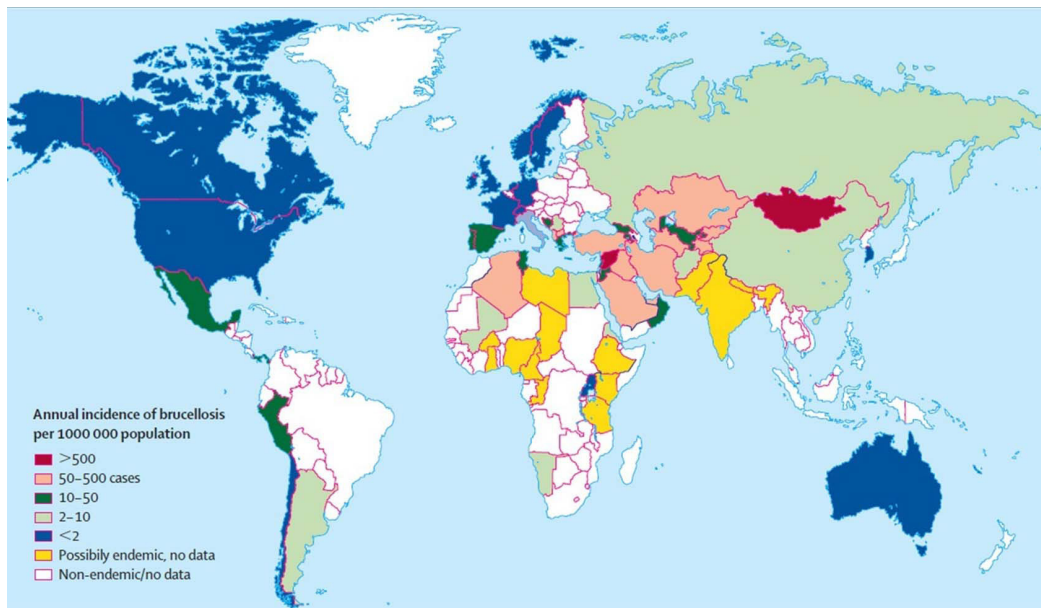 Annual incidence of brucellosis
per 1000 000 population
>500
50–500 cases
10–50
2–10
<2
Possibily endemic, no data
Non-endemic/no data